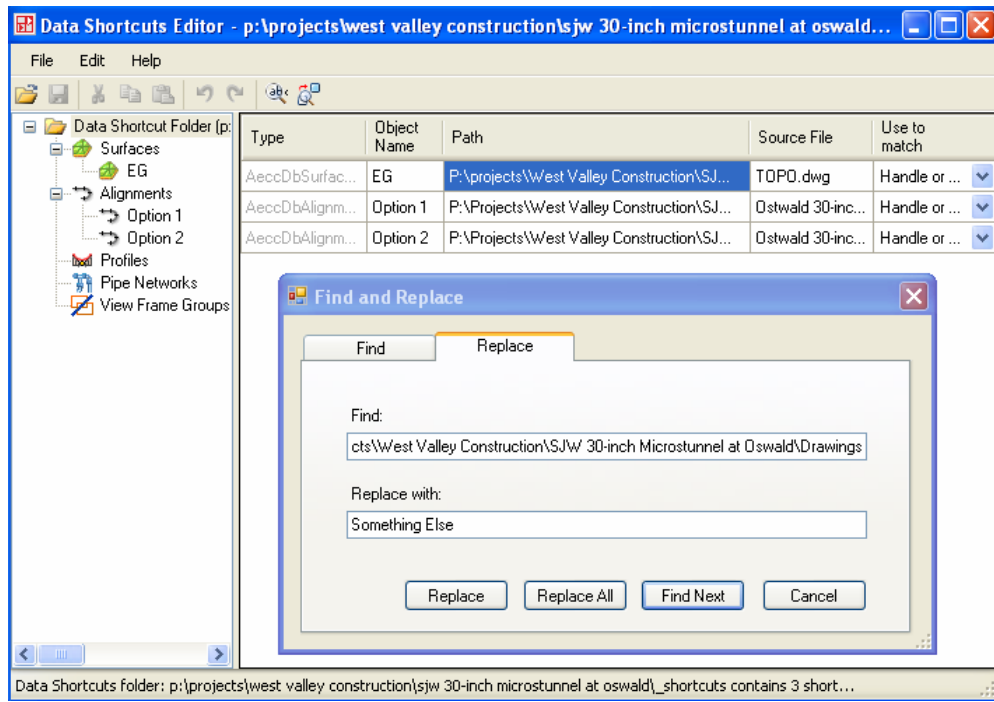 Data Shortcuts Editor - p:\projects\west valley construction\sjw 30-inch microstunnel at oswald...
File Edit Help
Data Shortcut Folder (p:
Surfaces
EG
Alignments
Option 1
Option 2
Profiles
Pipe Networks
View Frame Groups
Type Object Name Path Source File Use to match
AeccDbSurfac... EG P:\projects\West Valley Construction\SJ... TOPO.dwg Handle or ...
AeccDbAlignm... Option 1 P:\Projects\West Valley Construction\SJ... Ostwald 30-inc... Handle or ...
AeccDbAlignm... Option 2 P:\Projects\West Valley Construction\SJ... Ostwald 30-inc... Handle or ...
Find and Replace
Find Replace
Find:
cts\West Valley Construction\SJW 30-inch Microstunnel at Oswald\Drawings
Replace with:
Something Else
Replace Replace All Find Next Cancel
Data Shortcuts folder: p:\projects\west valley construction\sjw 30-inch microstunnel at oswald\_shortcuts contains 3 short...